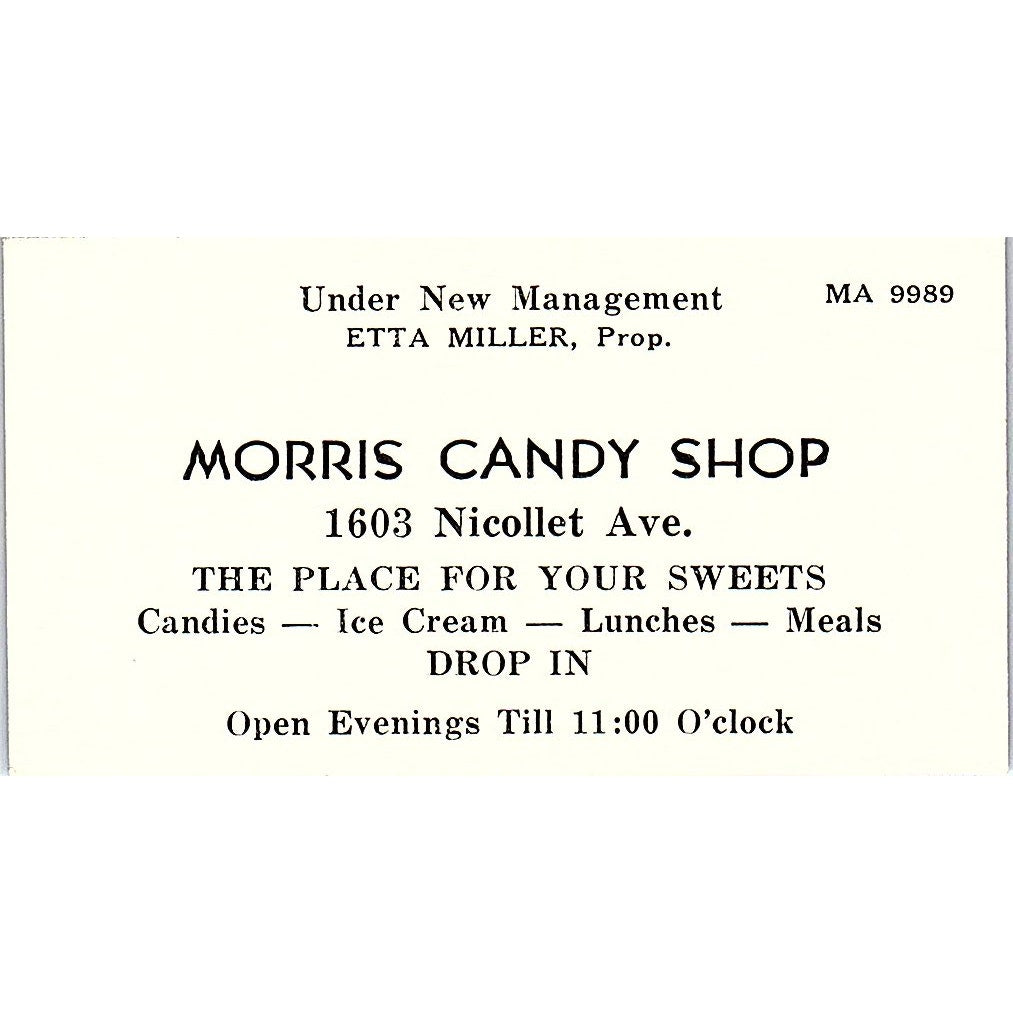 Under New Management
MA 9989
ETTA MILLER, Prop.
MORRIS CANDY SHOP
1603 Nicollet Ave.
THE PLACE FOR YOUR SWEETS
Candies — Ice Cream — Lunches — Meals
DROP IN
Open Evenings Till 11:00 O'clock